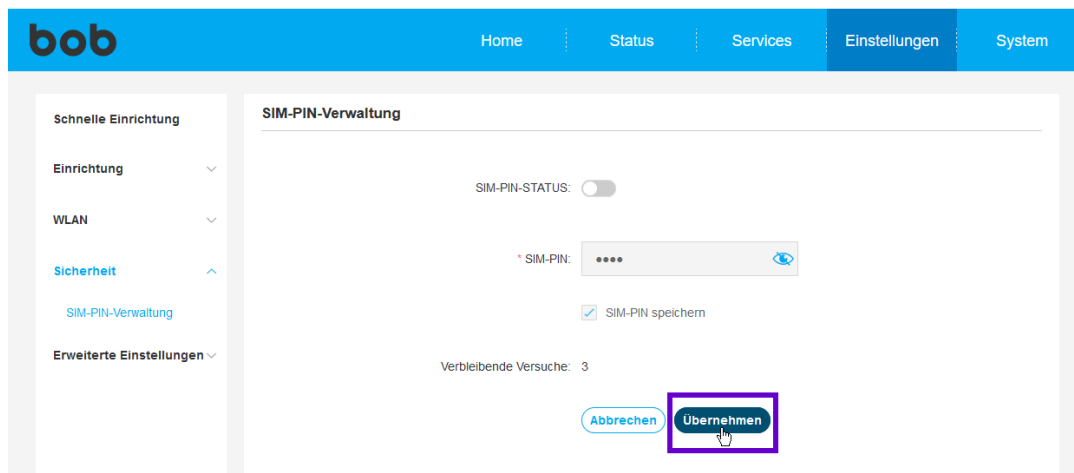 bob
Home
Status
Services
Einstellungen
System
Schnelle Einrichtung
Einrichtung
WLAN
Sicherheit
SIM-PIN-Verwaltung
Erweiterte Einstellungen
SIM-PIN-Verwaltung
SIM-PIN-STATUS:
* SIM-PIN: ••••
SIM-PIN speichern
Verbleibende Versuche: 3
Abbrechen
Übernehmen